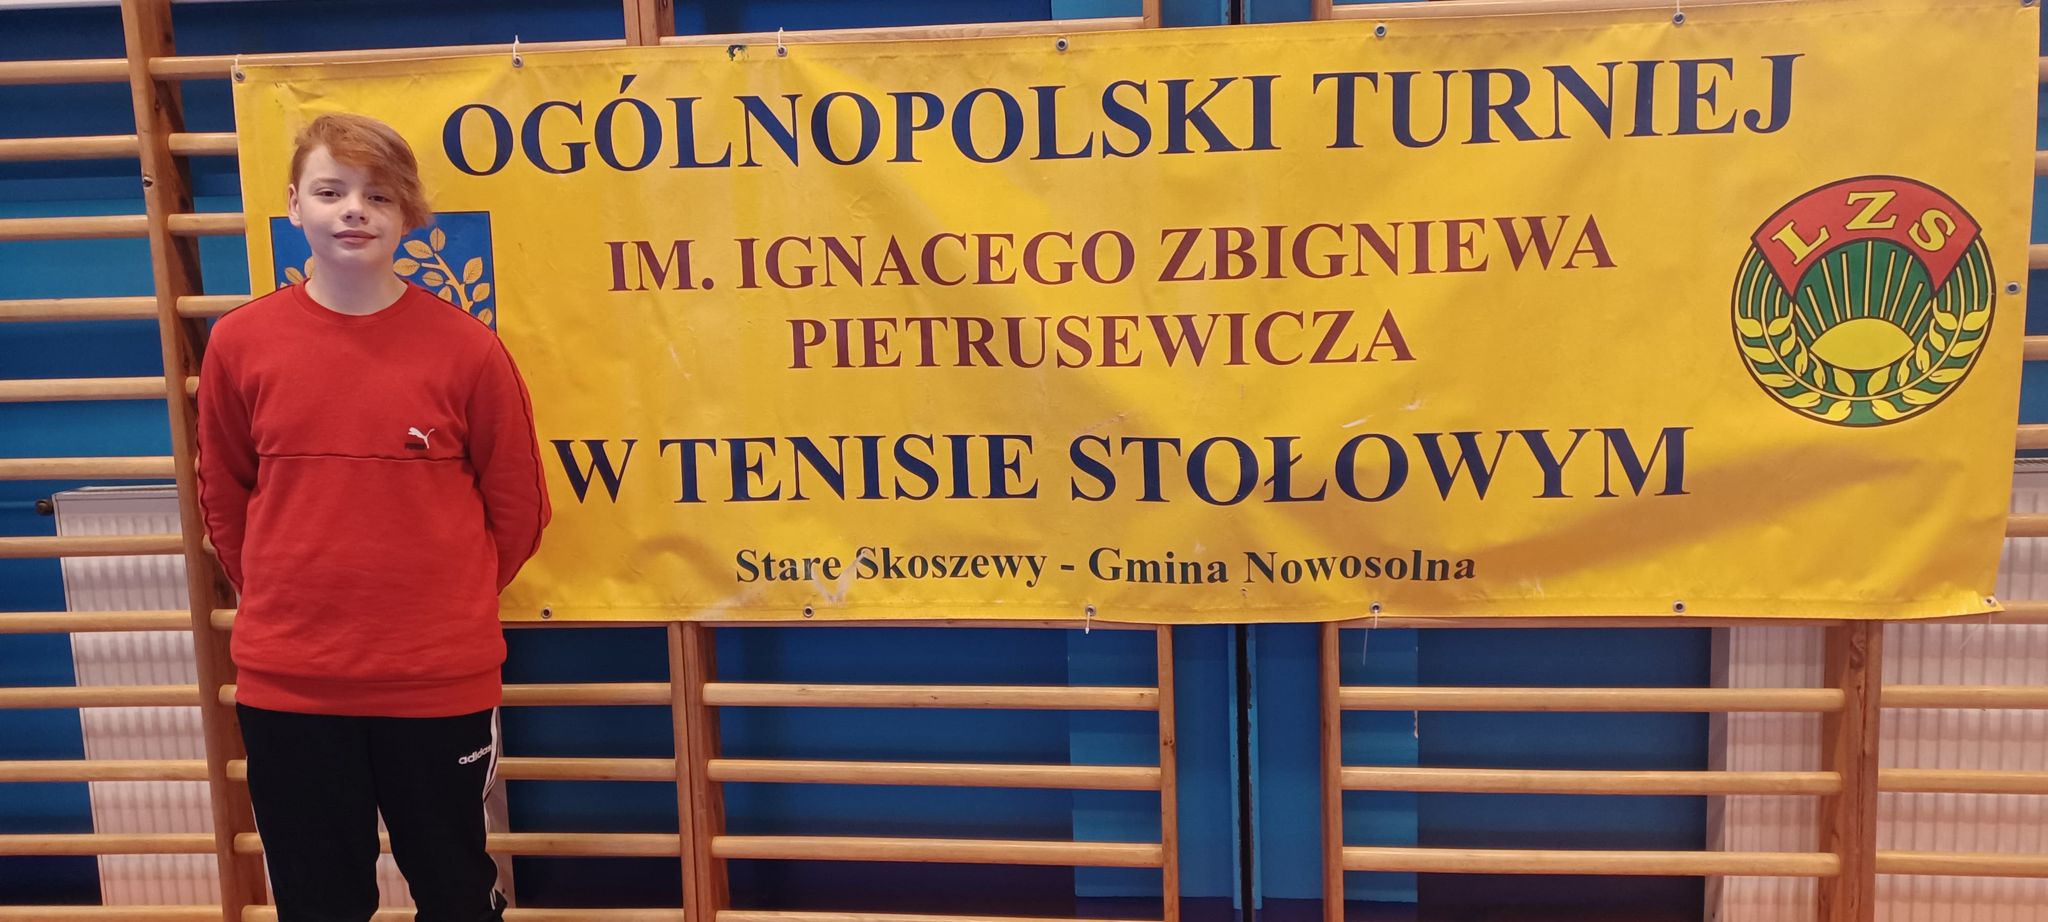 OGÓLNOPOLSKI TURNIEJ
IM. IGNACEGO ZBIGNIEWA
PIETRUSEWICZA
W TENISIE STOŁOWYM
Stare Skoszewy - Gmina Nowosolna
LZS
PUMA
adidas